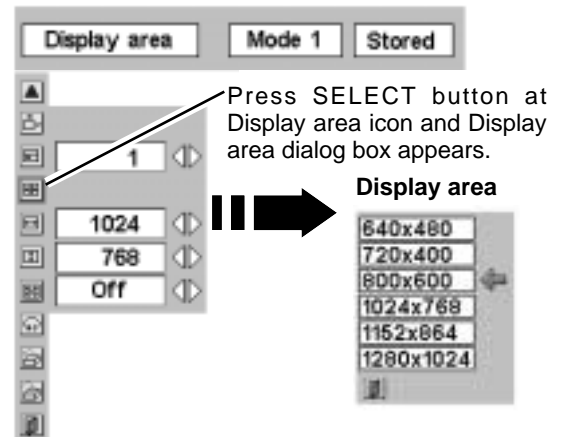 Display area Mode 1 Stored
Press SELECT button at
Display area icon and Display
area dialog box appears.
1
1024
768
Off
Display area
640x480
720x400
800x600
1024x768
1152x864
1280x1024